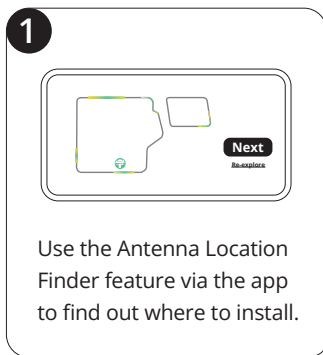 1
Next
Re-explore
Use the Antenna Location
Finder feature via the app
to find out where to install.